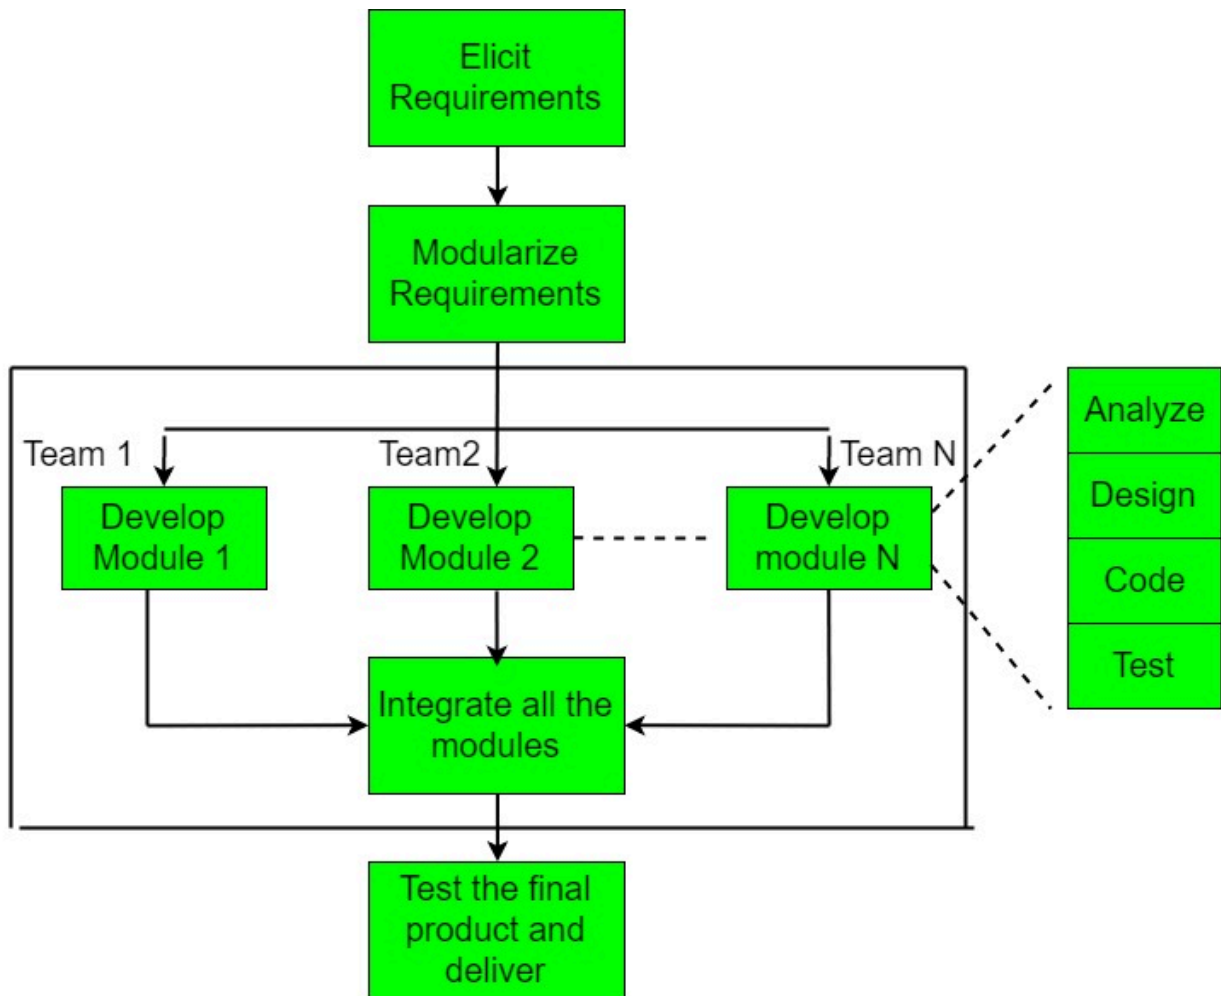 Elicit
Requirements
Modularize
Requirements
Team 1
Team2
Team N
Develop
Module 1
Develop
Module 2
Develop
module N
Analyze
Design
Code
Test
Integrate all the
modules
Test the final
product and
deliver